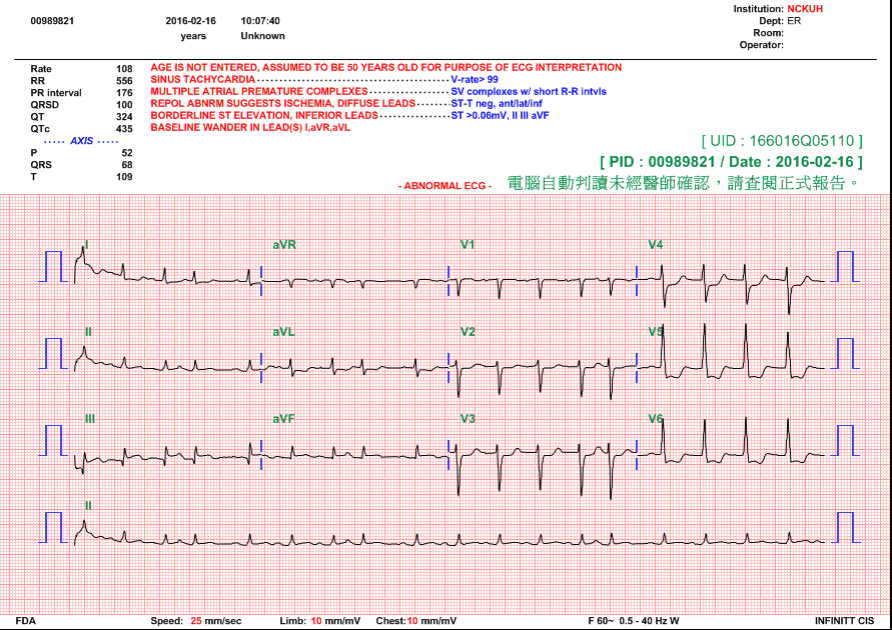 Institution: NCKUH
00989821 2016-02-16 10:07:40 Dept: ER
years Unknown Room:
Operator:
Rate 108 AGE IS NOT ENTERED, ASSUMED TO BE 50 YEARS OLD FOR PURPOSE OF ECG INTERPRETATION
RR 556 SINUS TACHYCARDIA - - - - - - - - - - - - - - - - - - - - - - - - - - - - - - - V-rate> 99
PR interval 176 MULTIPLE ATRIAL PREMATURE COMPLEXES - - - - - - - - - - - - - SV complexes w/ short R-R intvls
QRSD 100 REPOL ABNRM SUGGESTS ISCHEMIA, DIFFUSE LEADS - - - - - - ST-T neg, ant/lat/inf
QT 324 BORDERLINE ST ELEVATION, INFERIOR LEADS - - - - - - - - - - - - ST >0.06mV, II III aVF
QTc 435 BASELINE WANDER IN LEAD(S) I,aVR,aVL
----- AXIS -----
[ UID : 166016Q05110 ]
P 52
QRS 68
[ PID : 00989821 / Date : 2016-02-16 ]
T 109
- ABNORMAL ECG - 電腦自動判讀未經醫師確認，請查閱正式報告。
I aVR V1 V4
II aVL V2 V5
III aVF V3 V6
II
FDA Speed: 25 mm/sec Limb: 10 mm/mV Chest:10 mm/mV F 60~ 0.5 - 40 Hz W INFINITT CIS